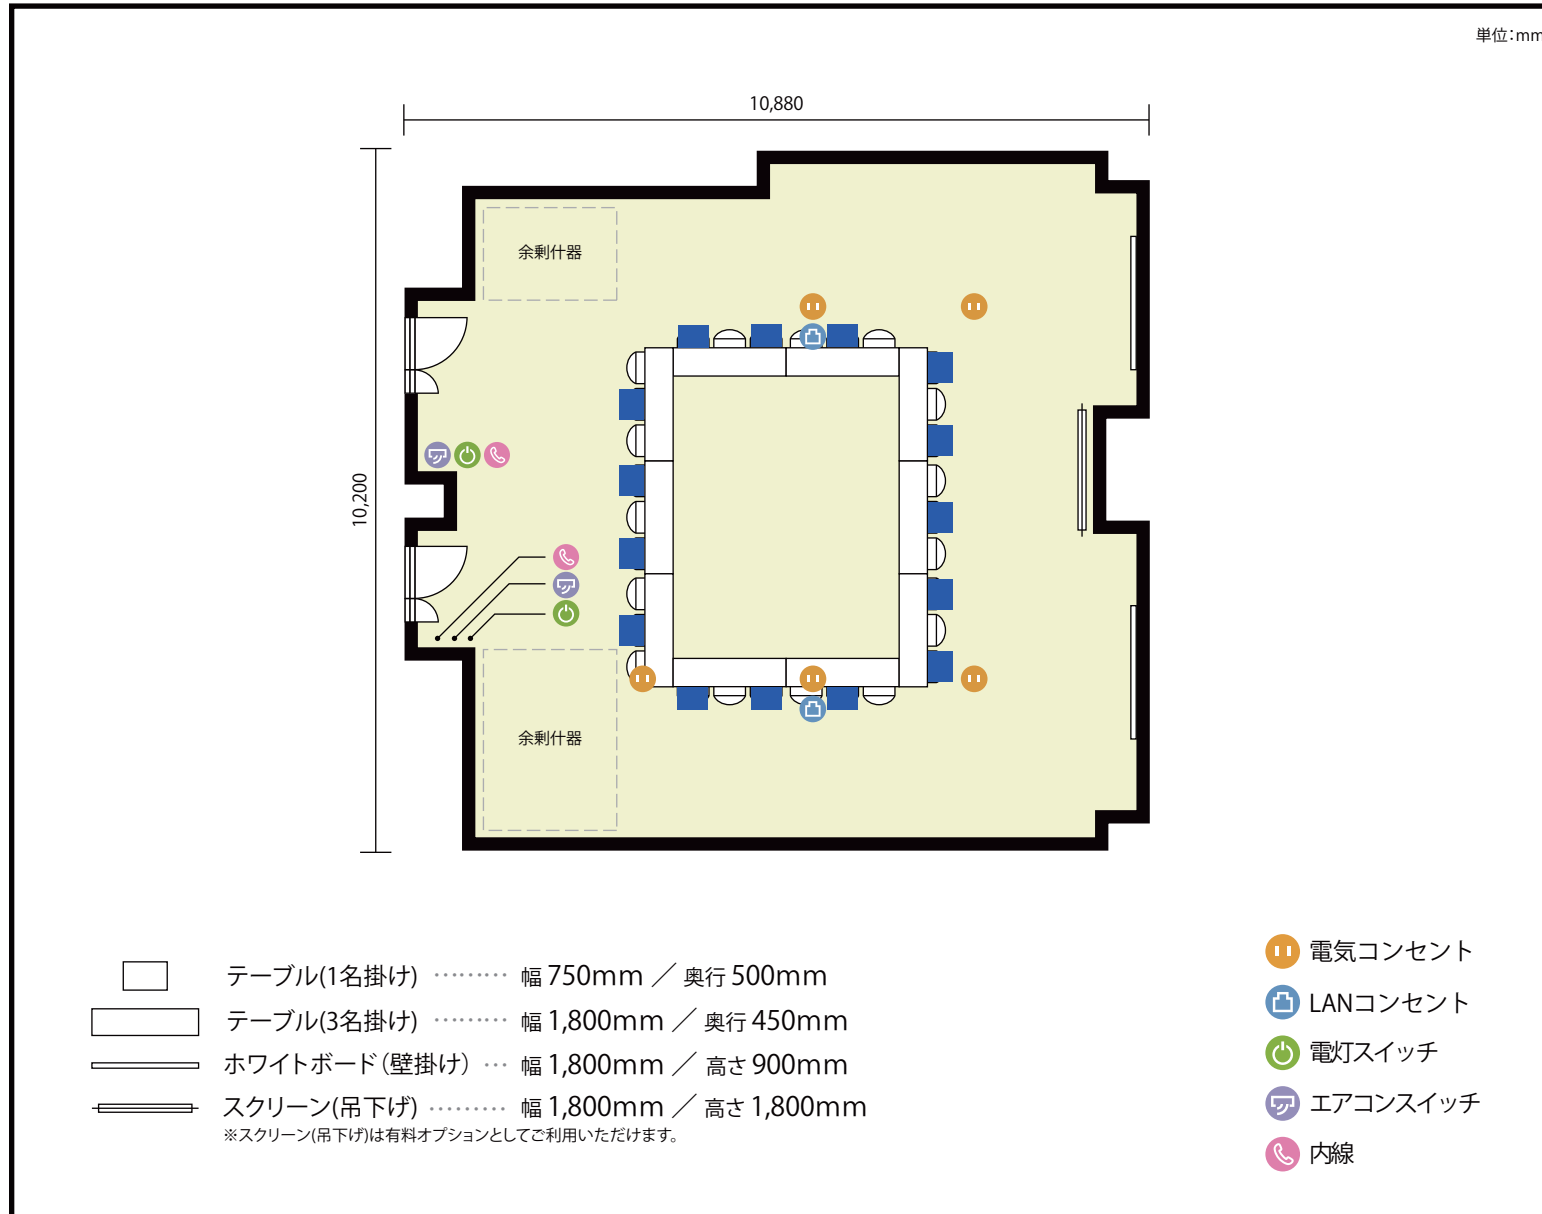 単位：mm
10,880
10,200
余剰什器
余剰什器
テーブル(1名掛け) ……… 幅 750mm ／ 奥行 500mm
テーブル(3名掛け) ……… 幅 1,800mm ／ 奥行 450mm
ホワイトボード（壁掛け） … 幅 1,800mm ／ 高さ 900mm
スクリーン(吊下げ) ……… 幅 1,800mm ／ 高さ 1,800mm
※スクリーン(吊下げ)は有料オプションとしてご利用いただけます。
電気コンセント
LANコンセント
電灯スイッチ
エアコンスイッチ
内線